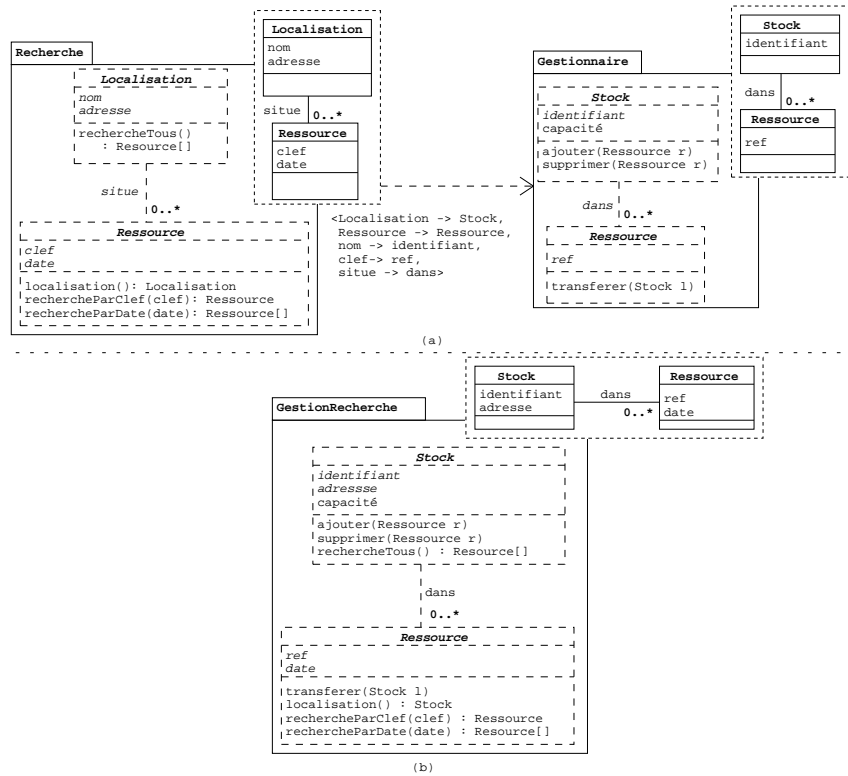 Recherche
Localisation
nom
adresse
rechercheTous()
: Resource[]
situe
0..*
Ressource
clef
date
localisation(): Localisation
rechercheParClef(clef): Ressource
rechercheParDate(date): Ressource[]
Localisation
nom
adresse
situe
0..*
Ressource
clef
date
<Localisation -> Stock,
Ressource -> Ressource,
nom -> identifiant,
clef-> ref,
situe -> dans>
Gestionnaire
Stock
identifiant
capacité
ajouter(Ressource r)
supprimer(Ressource r)
dans
0..*
Ressource
ref
transferer(Stock l)
Stock
identifiant
dans
0..*
Ressource
ref
(a)
GestionRecherche
Stock
identifiant
adresse
dans
0..*
Ressource
ref
date
Stock
identifiant
adressse
capacité
ajouter(Ressource r)
supprimer(Ressource r)
rechercheTous() : Resource[]
dans
0..*
Ressource
ref
date
transferer(Stock l)
localisation() : Stock
rechercheParClef(clef) : Ressource
rechercheParDate(date) : Resource[]
(b)